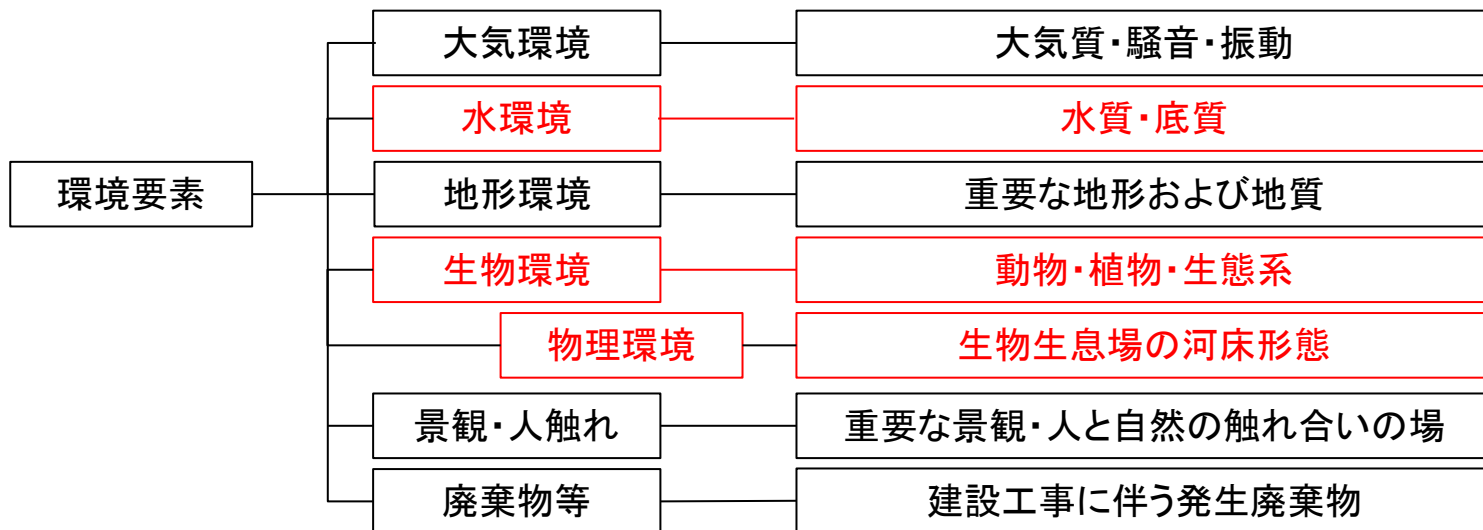 大気環境
大気質・騒音・振動
水環境
水質・底質
環境要素
地形環境
重要な地形および地質
生物環境
動物・植物・生態系
物理環境
生物生息場の河床形態
景観・人触れ
重要な景観・人と自然の触れ合いの場
廃棄物等
建設工事に伴う発生廃棄物